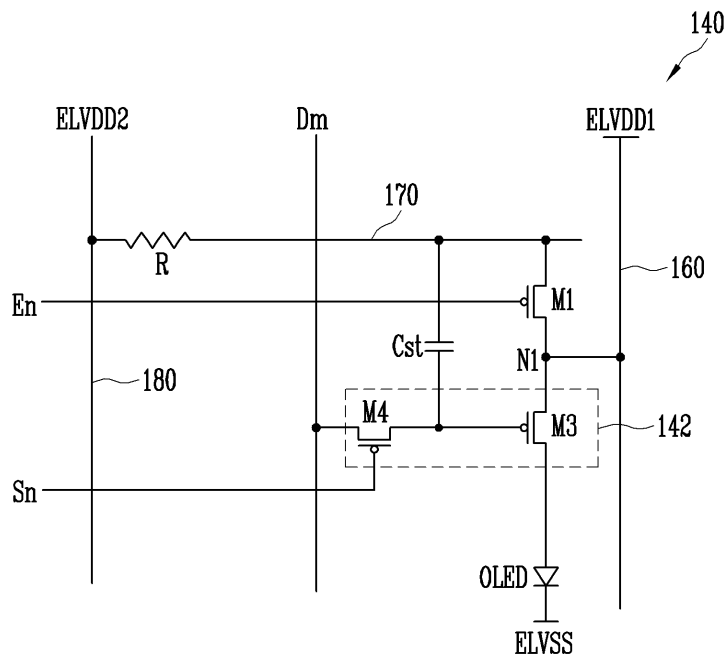 140
ELVDD2
Dm
ELVDD1
170
R
160
En
M1
Cst
N1
180
M4
M3
142
Sn
OLED
ELVSS